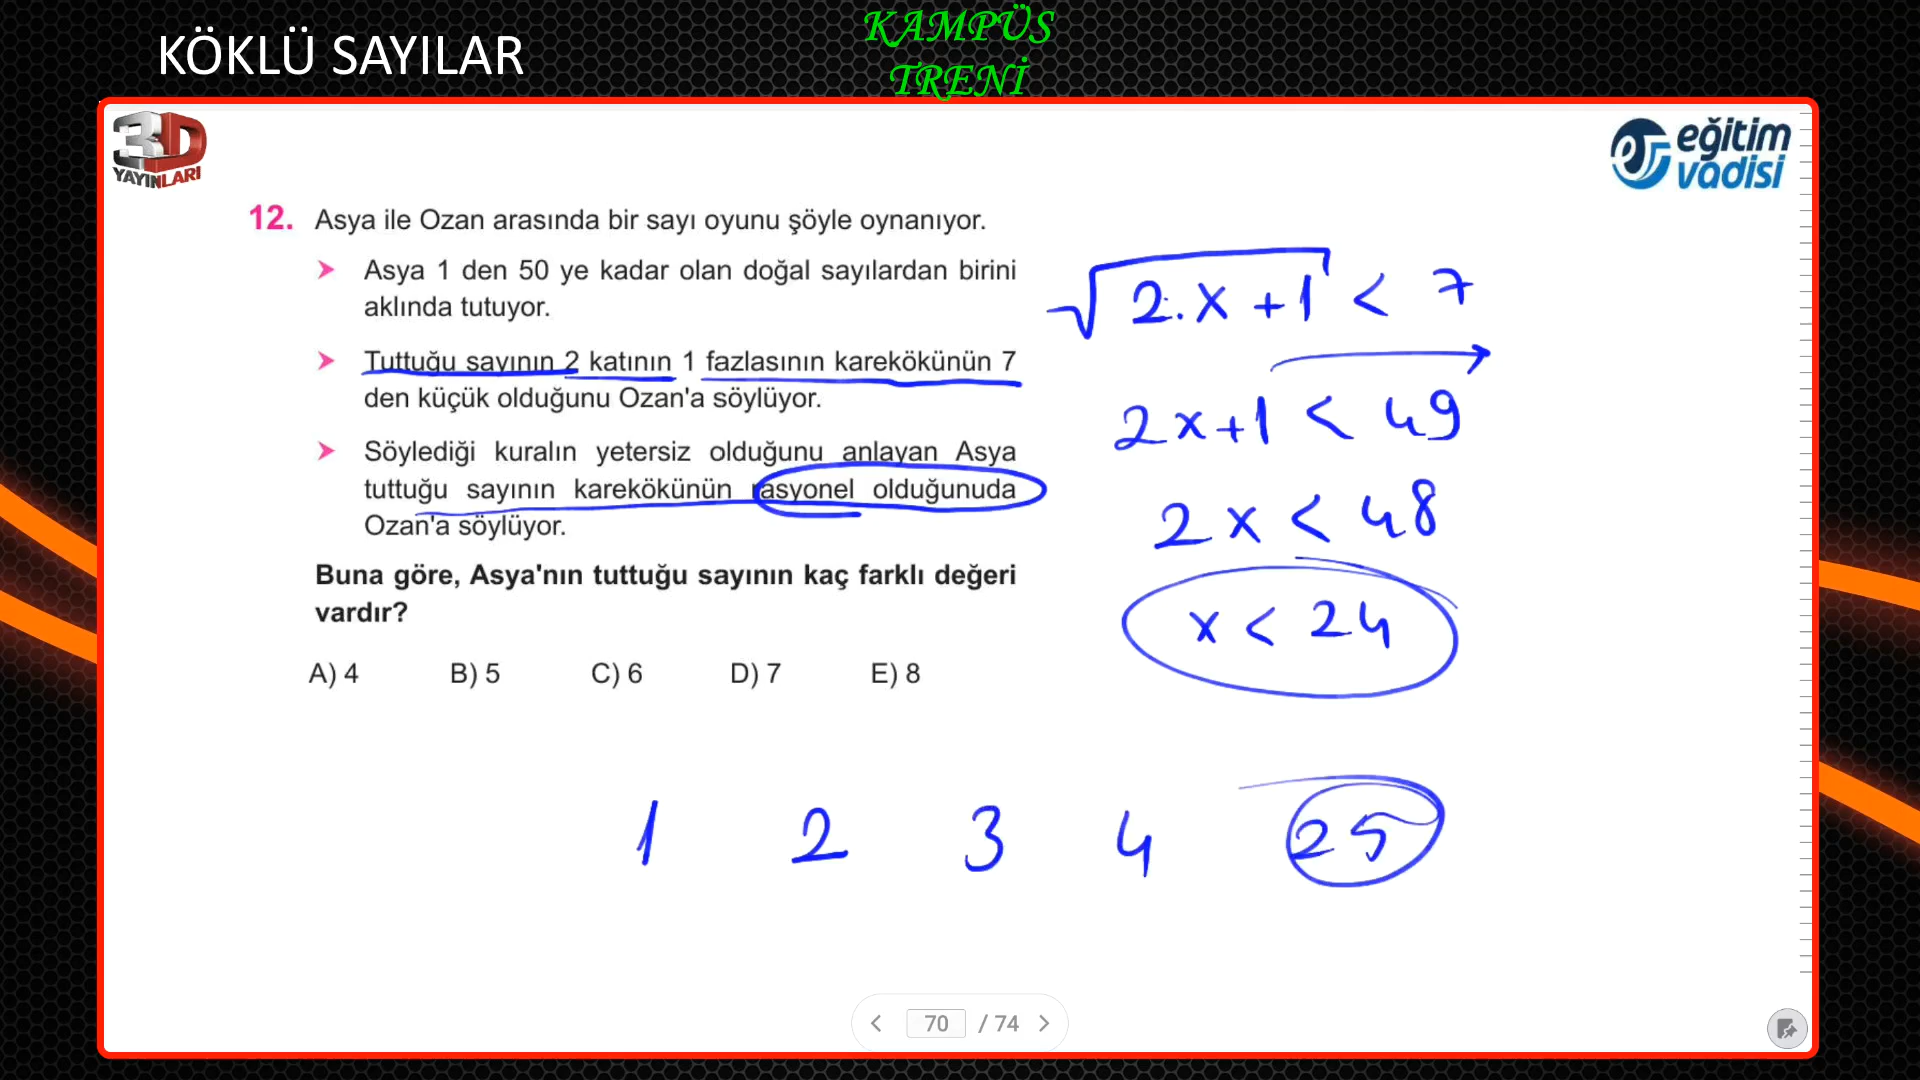 KÖKLÜ SAYILAR
KAMPÜS
TRENİ
3D
YAYINLARI
eğitim
vadisi
12. Asya ile Ozan arasında bir sayı oyunu şöyle oynanıyor.
Asya 1 den 50 ye kadar olan doğal sayılardan birini
aklında tutuyor.
Tuttuğu sayının 2 katının 1 fazlasının karekökünün 7
den küçük olduğunu Ozan'a söylüyor.
Söylediği kuralın yetersiz olduğunu anlayan Asya
tuttuğu sayının karekökünün rasyonel olduğunuda
Ozan'a söylüyor.
Buna göre, Asya'nın tuttuğu sayının kaç farklı değeri
vardır?
A) 4 B) 5 C) 6 D) 7 E) 8
√2.x+1 < 7
2x+1 < 49
2x < 48
x < 24
1 2 3 4 25
70 / 74